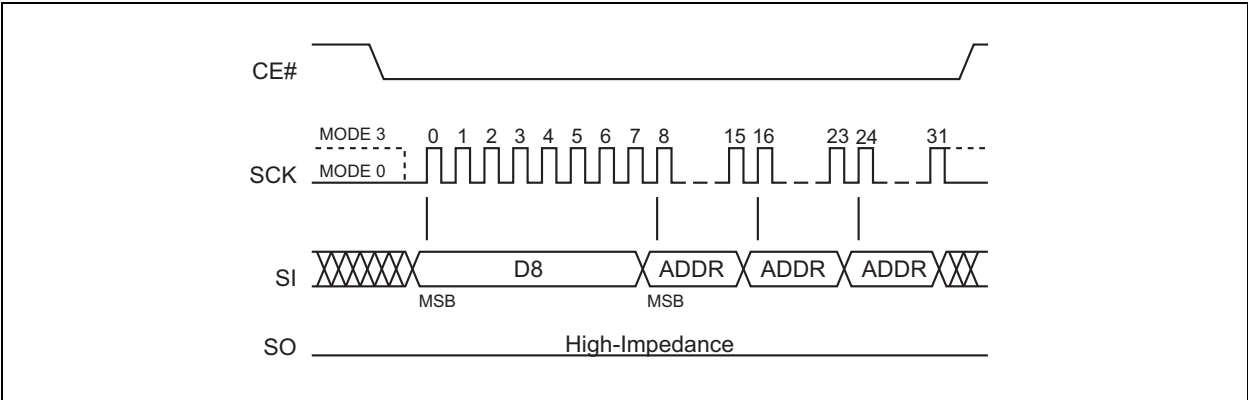 CE#
MODE 3
0 1 2 3 4 5 6 7 8 15 16 23 24 31
SCK
MODE 0
SI
D8 ADDR ADDR ADDR
MSB MSB
SO
High-Impedance